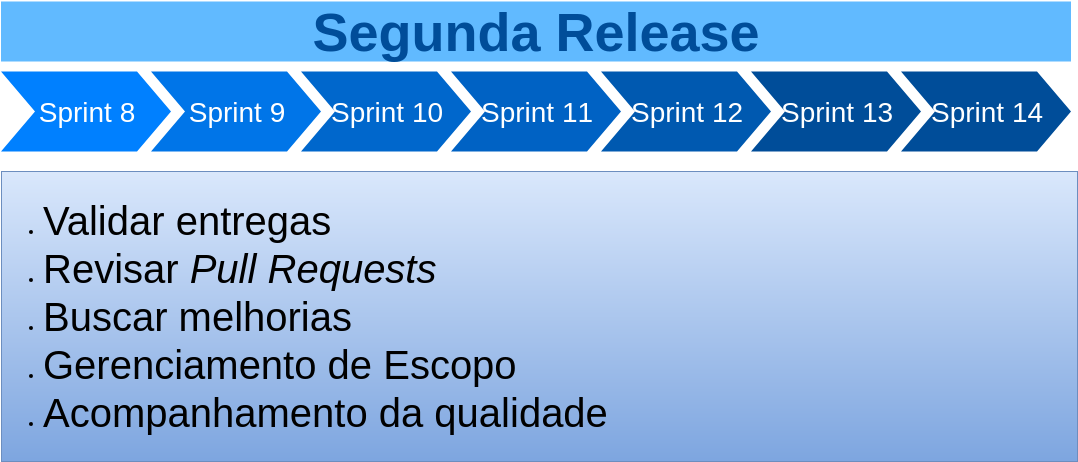 Segunda Release
Sprint 8 Sprint 9 Sprint 10 Sprint 11 Sprint 12 Sprint 13 Sprint 14
• Validar entregas
• Revisar Pull Requests
• Buscar melhorias
• Gerenciamento de Escopo
• Acompanhamento da qualidade